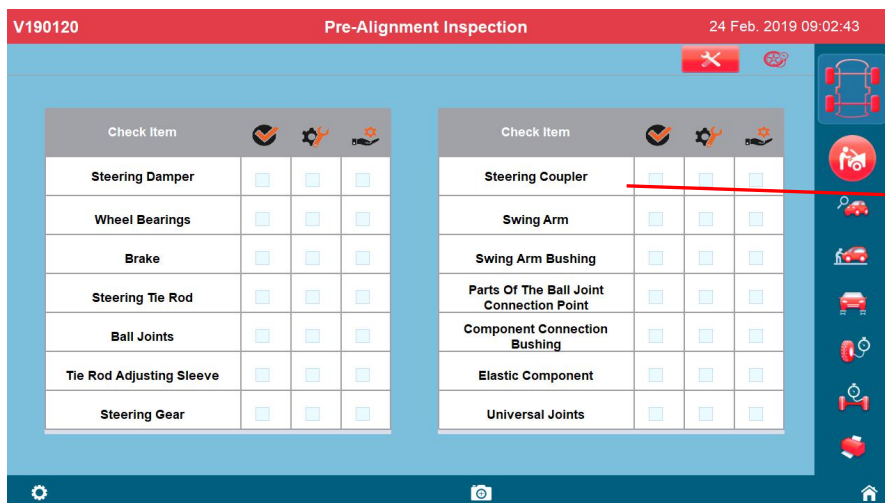 V190120
Pre-Alignment Inspection
24 Feb. 2019 09:02:43
Check Item
Steering Damper
Wheel Bearings
Brake
Steering Tie Rod
Ball Joints
Tie Rod Adjusting Sleeve
Steering Gear
Check Item
Steering Coupler
Swing Arm
Swing Arm Bushing
Parts Of The Ball Joint
Connection Point
Component Connection
Bushing
Elastic Component
Universal Joints